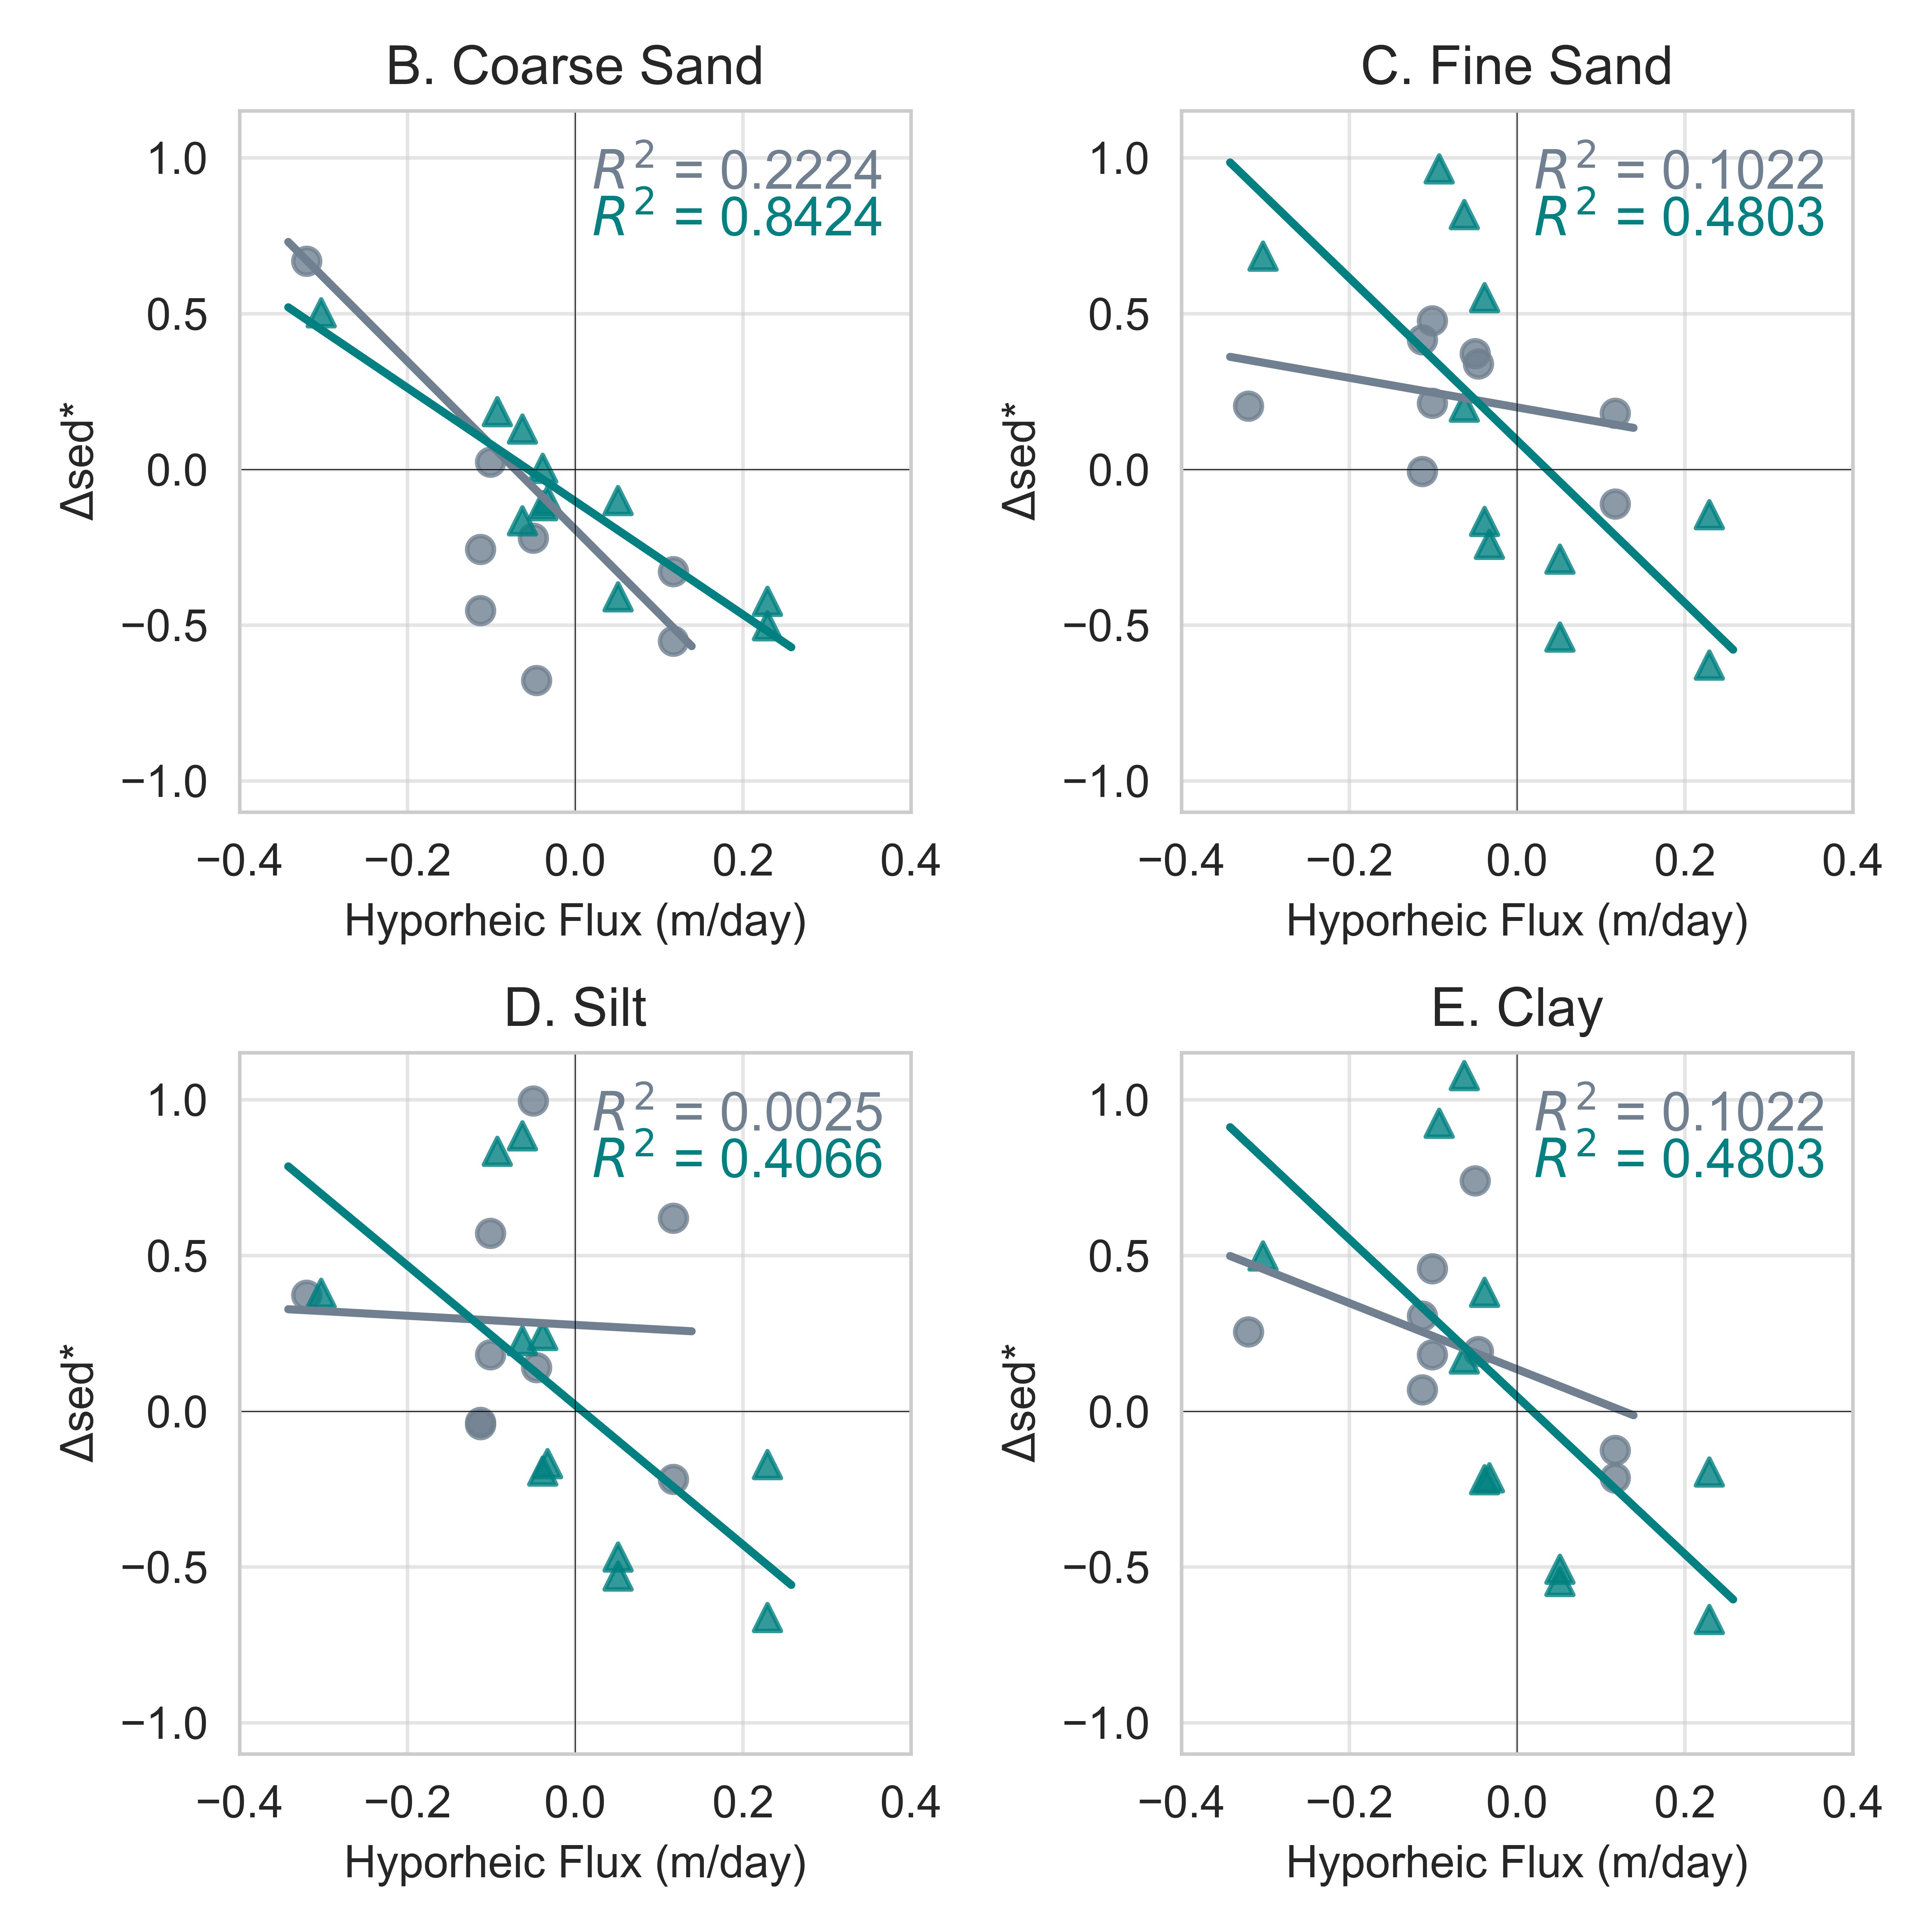 B. Coarse Sand
1.0
0.5
0.0
−0.5
−1.0
Δsed*
R² = 0.2224
R² = 0.8424
−0.4 −0.2 0.0 0.2 0.4
Hyporheic Flux (m/day)
C. Fine Sand
1.0
0.5
0.0
−0.5
−1.0
Δsed*
R² = 0.1022
R² = 0.4803
−0.4 −0.2 0.0 0.2 0.4
Hyporheic Flux (m/day)
D. Silt
1.0
0.5
0.0
−0.5
−1.0
Δsed*
R² = 0.0025
R² = 0.4066
−0.4 −0.2 0.0 0.2 0.4
Hyporheic Flux (m/day)
E. Clay
1.0
0.5
0.0
−0.5
−1.0
Δsed*
R² = 0.1022
R² = 0.4803
−0.4 −0.2 0.0 0.2 0.4
Hyporheic Flux (m/day)